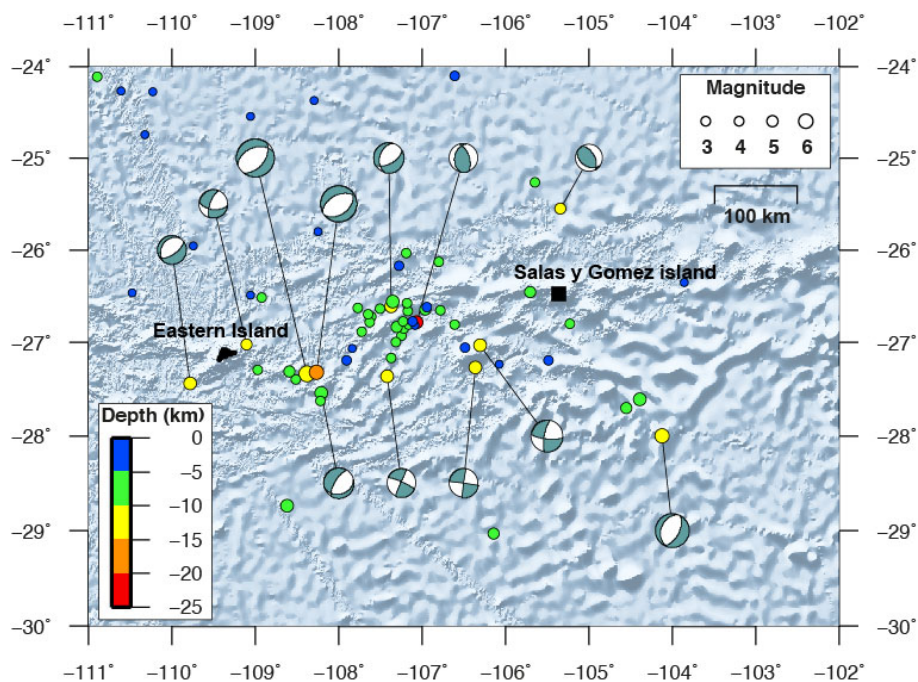 −111° −110° −109° −108° −107° −106° −105° −104° −103° −102°
−24° −24°
Magnitude
3 4 5 6
−25° −25°
100 km
−26° −26°
Salas y Gomez island
Eastern Island
−27° −27°
Depth (km)
0
−28° −28°
−5
−10
−29° −29°
−15
−20
−25
−30° −30°
−111° −110° −109° −108° −107° −106° −105° −104° −103° −102°